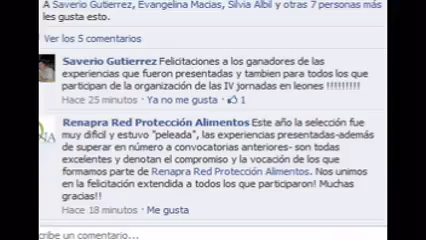 A Saverio Gutierrez, Evangelina Macias, Silvia Albil y otras 7 personas más
les gusta esto.
Ver los 5 comentarios
Saverio Gutierrez Felicitaciones a los ganadores de las
experiencias que fueron presentadas y tambien para todos los que
participan de la organización de las IV jornadas en leones !!!!!!!!!
Hace 25 minutos · Ya no me gusta · 1
Renapra Red Protección Alimentos Este año la selección fue
muy dificil y estuvo "peleada", las experiencias presentadas-además
de superar en número a convocatorias anteriores- son todas
excelentes y denotan el compromiso y la vocación de los que
formamos parte de Renapra Red Protección Alimentos. Nos unimos
en la felicitación extendida a todos los que participaron! Muchas
gracias!!
Hace 18 minutos · Me gusta
cribe un comentario...